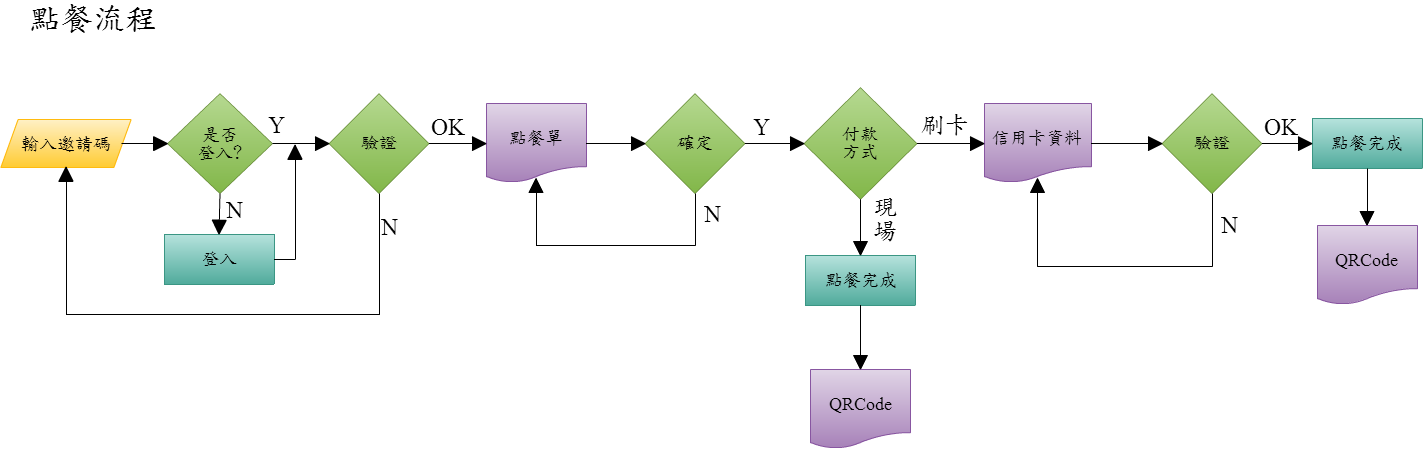 點餐流程
輸入邀請碼
是否
登入?
Y
N
登入
驗證
OK
N
點餐單
確定
Y
N
付款
方式
刷卡
現
場
點餐完成
QRCode
信用卡資料
驗證
OK
N
點餐完成
QRCode